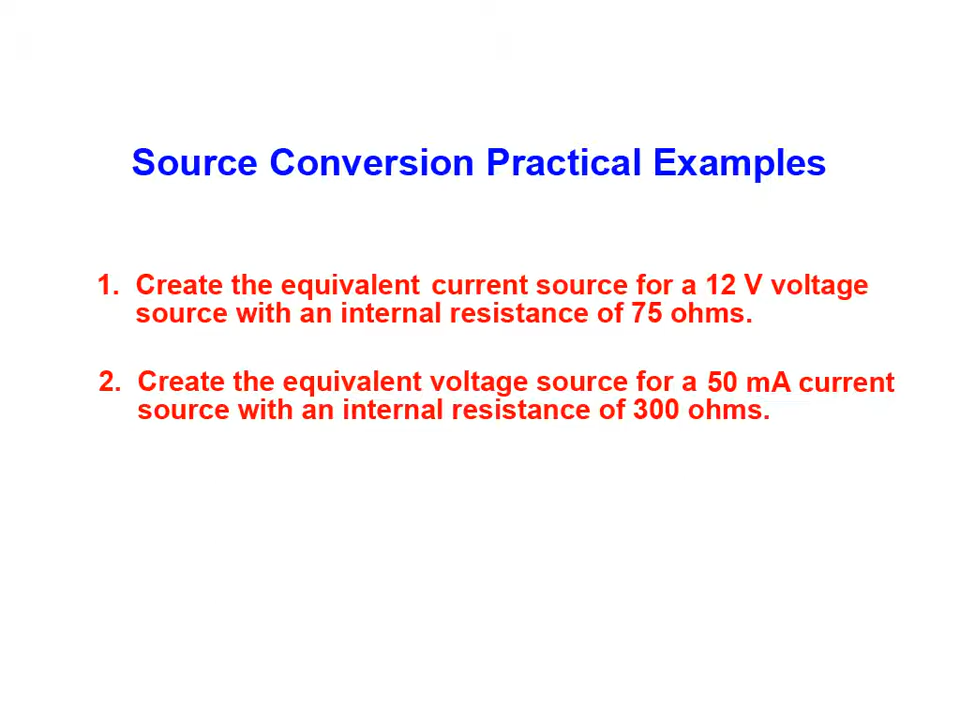 Source Conversion Practical Examples
1. Create the equivalent current source for a 12 V voltage
source with an internal resistance of 75 ohms.
2. Create the equivalent voltage source for a 50 mA current
source with an internal resistance of 300 ohms.